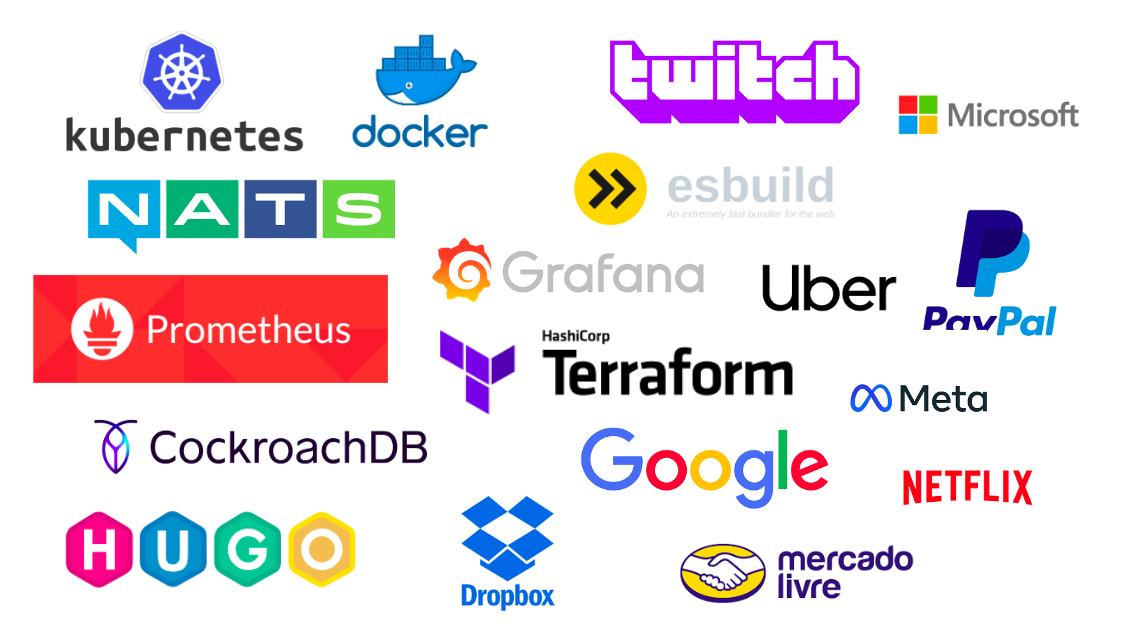 kubernetes
docker
twitch
Microsoft
NATS
esbuild
An extremely fast bundler for the web
Grafana
Uber
PayPal
Prometheus
HashiCorp
Terraform
Meta
CockroachDB
Google
NETFLIX
HUGO
Dropbox
mercado
livre